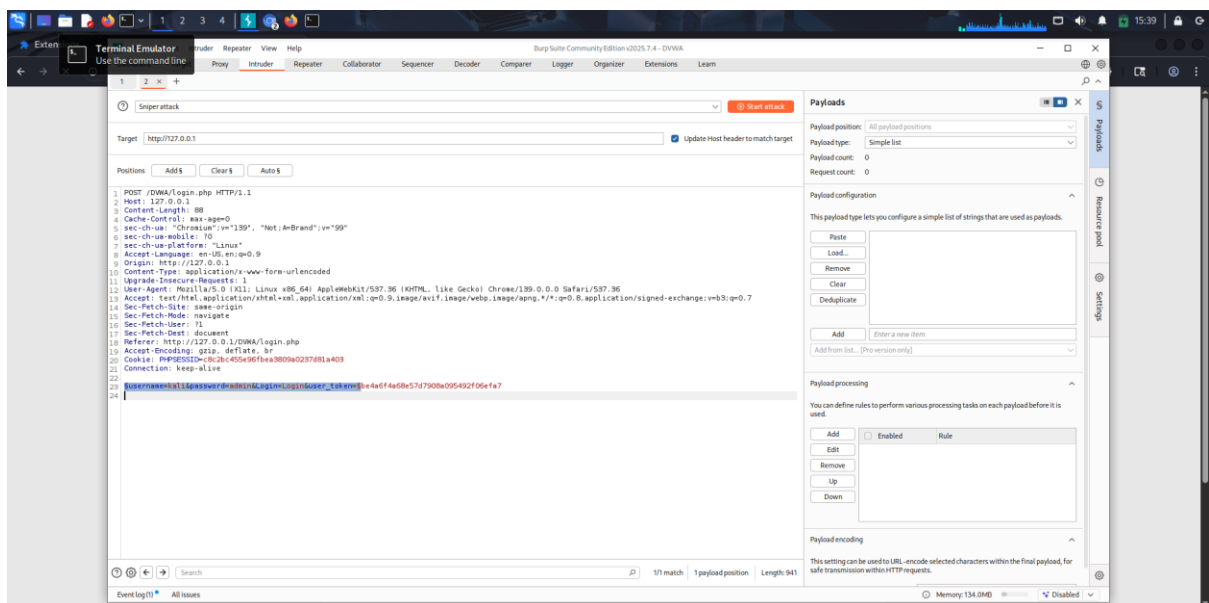 1 2 3 4
15:39
Exten
Terminal Emulator
Use the command line
truder Repeater View Help
Burp Suite Community Edition v2025.7.4 - DVWA
Proxy Intruder Repeater Collaborator Sequencer Decoder Comparer Logger Organizer Extensions Learn
1 2 × +
Sniper attack
Start attack
Target http://127.0.0.1
Update Host header to match target
Positions Add § Clear § Auto §
1 POST /DVWA/login.php HTTP/1.1
2 Host: 127.0.0.1
3 Content-Length: 88
4 Cache-Control: max-age=0
5 sec-ch-ua: "Chromium";v="139", "Not;A=Brand";v="99"
6 sec-ch-ua-mobile: ?0
7 sec-ch-ua-platform: "Linux"
8 Accept-Language: en-US,en;q=0.9
9 Origin: http://127.0.0.1
10 Content-Type: application/x-www-form-urlencoded
11 Upgrade-Insecure-Requests: 1
12 User-Agent: Mozilla/5.0 (X11; Linux x86_64) AppleWebKit/537.36 (KHTML, like Gecko) Chrome/139.0.0.0 Safari/537.36
13 Accept: text/html,application/xhtml+xml,application/xml;q=0.9,image/avif,image/webp,image/apng,*/*;q=0.8,application/signed-exchange;v=b3;q=0.7
14 Sec-Fetch-Site: same-origin
15 Sec-Fetch-Mode: navigate
16 Sec-Fetch-User: ?1
17 Sec-Fetch-Dest: document
18 Referer: http://127.0.0.1/DVWA/login.php
19 Accept-Encoding: gzip, deflate, br
20 Cookie: PHPSESSID=c8c2bc455e96fbea3809a0237d81a403
21 Connection: keep-alive
22
23 §username=kali&password=admin&Login=Login&user_token=§be4a6f4a68e57d7908a095492f06efa7
24
Search
1/1 match 1 payload position Length: 941
Event log (1) All issues
Memory: 134.0MB
Disabled
Payloads
Payload position: All payload positions
Payload type: Simple list
Payload count: 0
Request count: 0
Payload configuration
This payload type lets you configure a simple list of strings that are used as payloads.
Paste
Load...
Remove
Clear
Deduplicate
Add Enter a new item
Add from list... [Pro version only]
Payload processing
You can define rules to perform various processing tasks on each payload before it is
used.
Add Enabled Rule
Edit
Remove
Up
Down
Payload encoding
This setting can be used to URL-encode selected characters within the final payload, for
safe transmission within HTTP requests.
Payloads
Resource pool
Settings